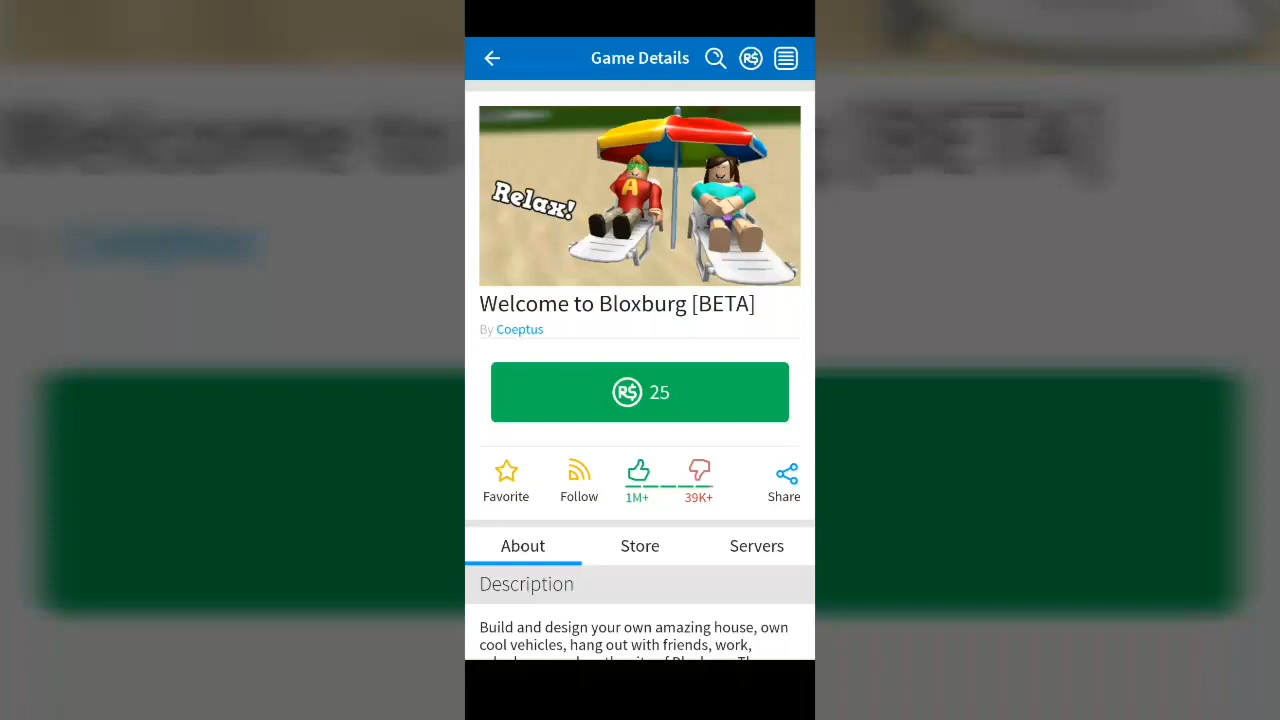 Game Details
R$
Relax!
A
Welcome to Bloxburg [BETA]
By Coeptus
R$ 25
Favorite
Follow
1M+
39K+
Share
About
Store
Servers
Description
Build and design your own amazing house, own
cool vehicles, hang out with friends, work,